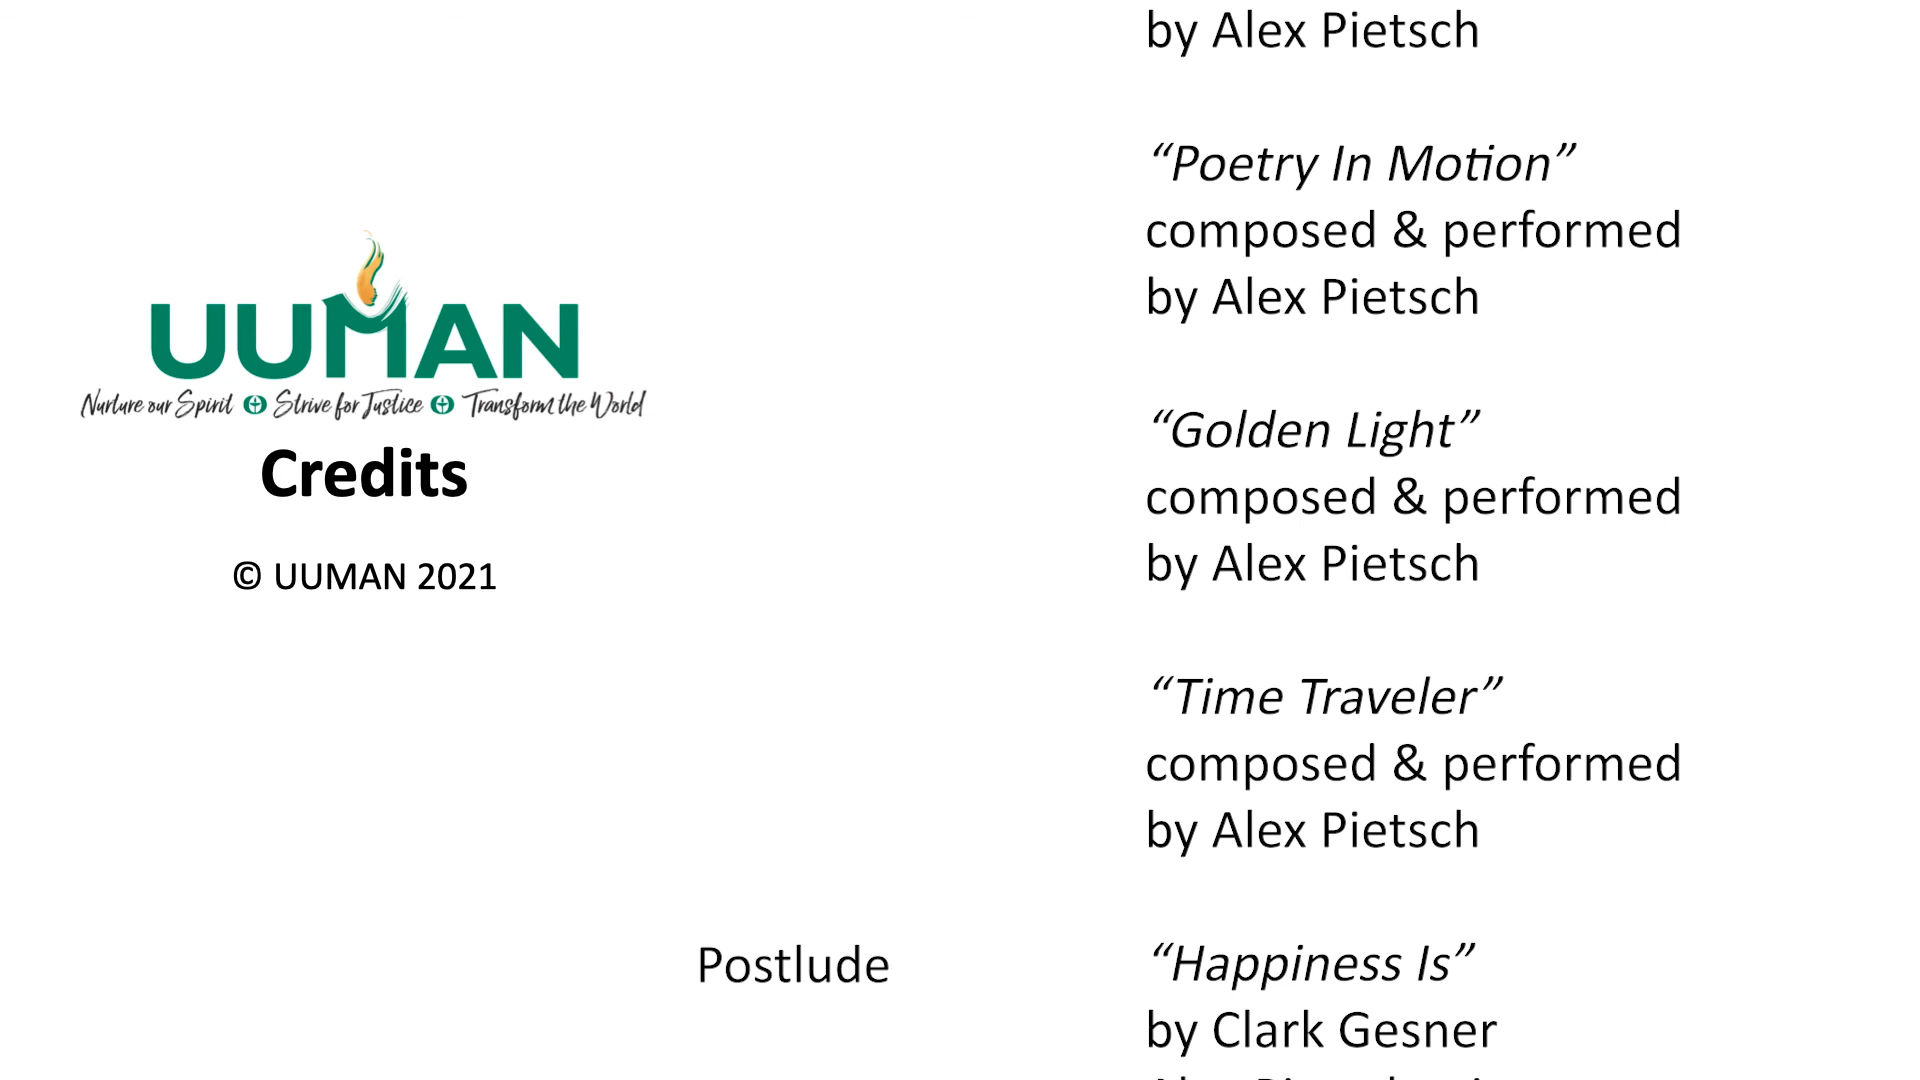 UUMAN
Nurture our Spirit Strive for Justice Transform the World
Credits
© UUMAN 2021
by Alex Pietsch
“Poetry In Motion”
composed & performed
by Alex Pietsch
“Golden Light”
composed & performed
by Alex Pietsch
“Time Traveler”
composed & performed
by Alex Pietsch
Postlude
“Happiness Is”
by Clark Gesner